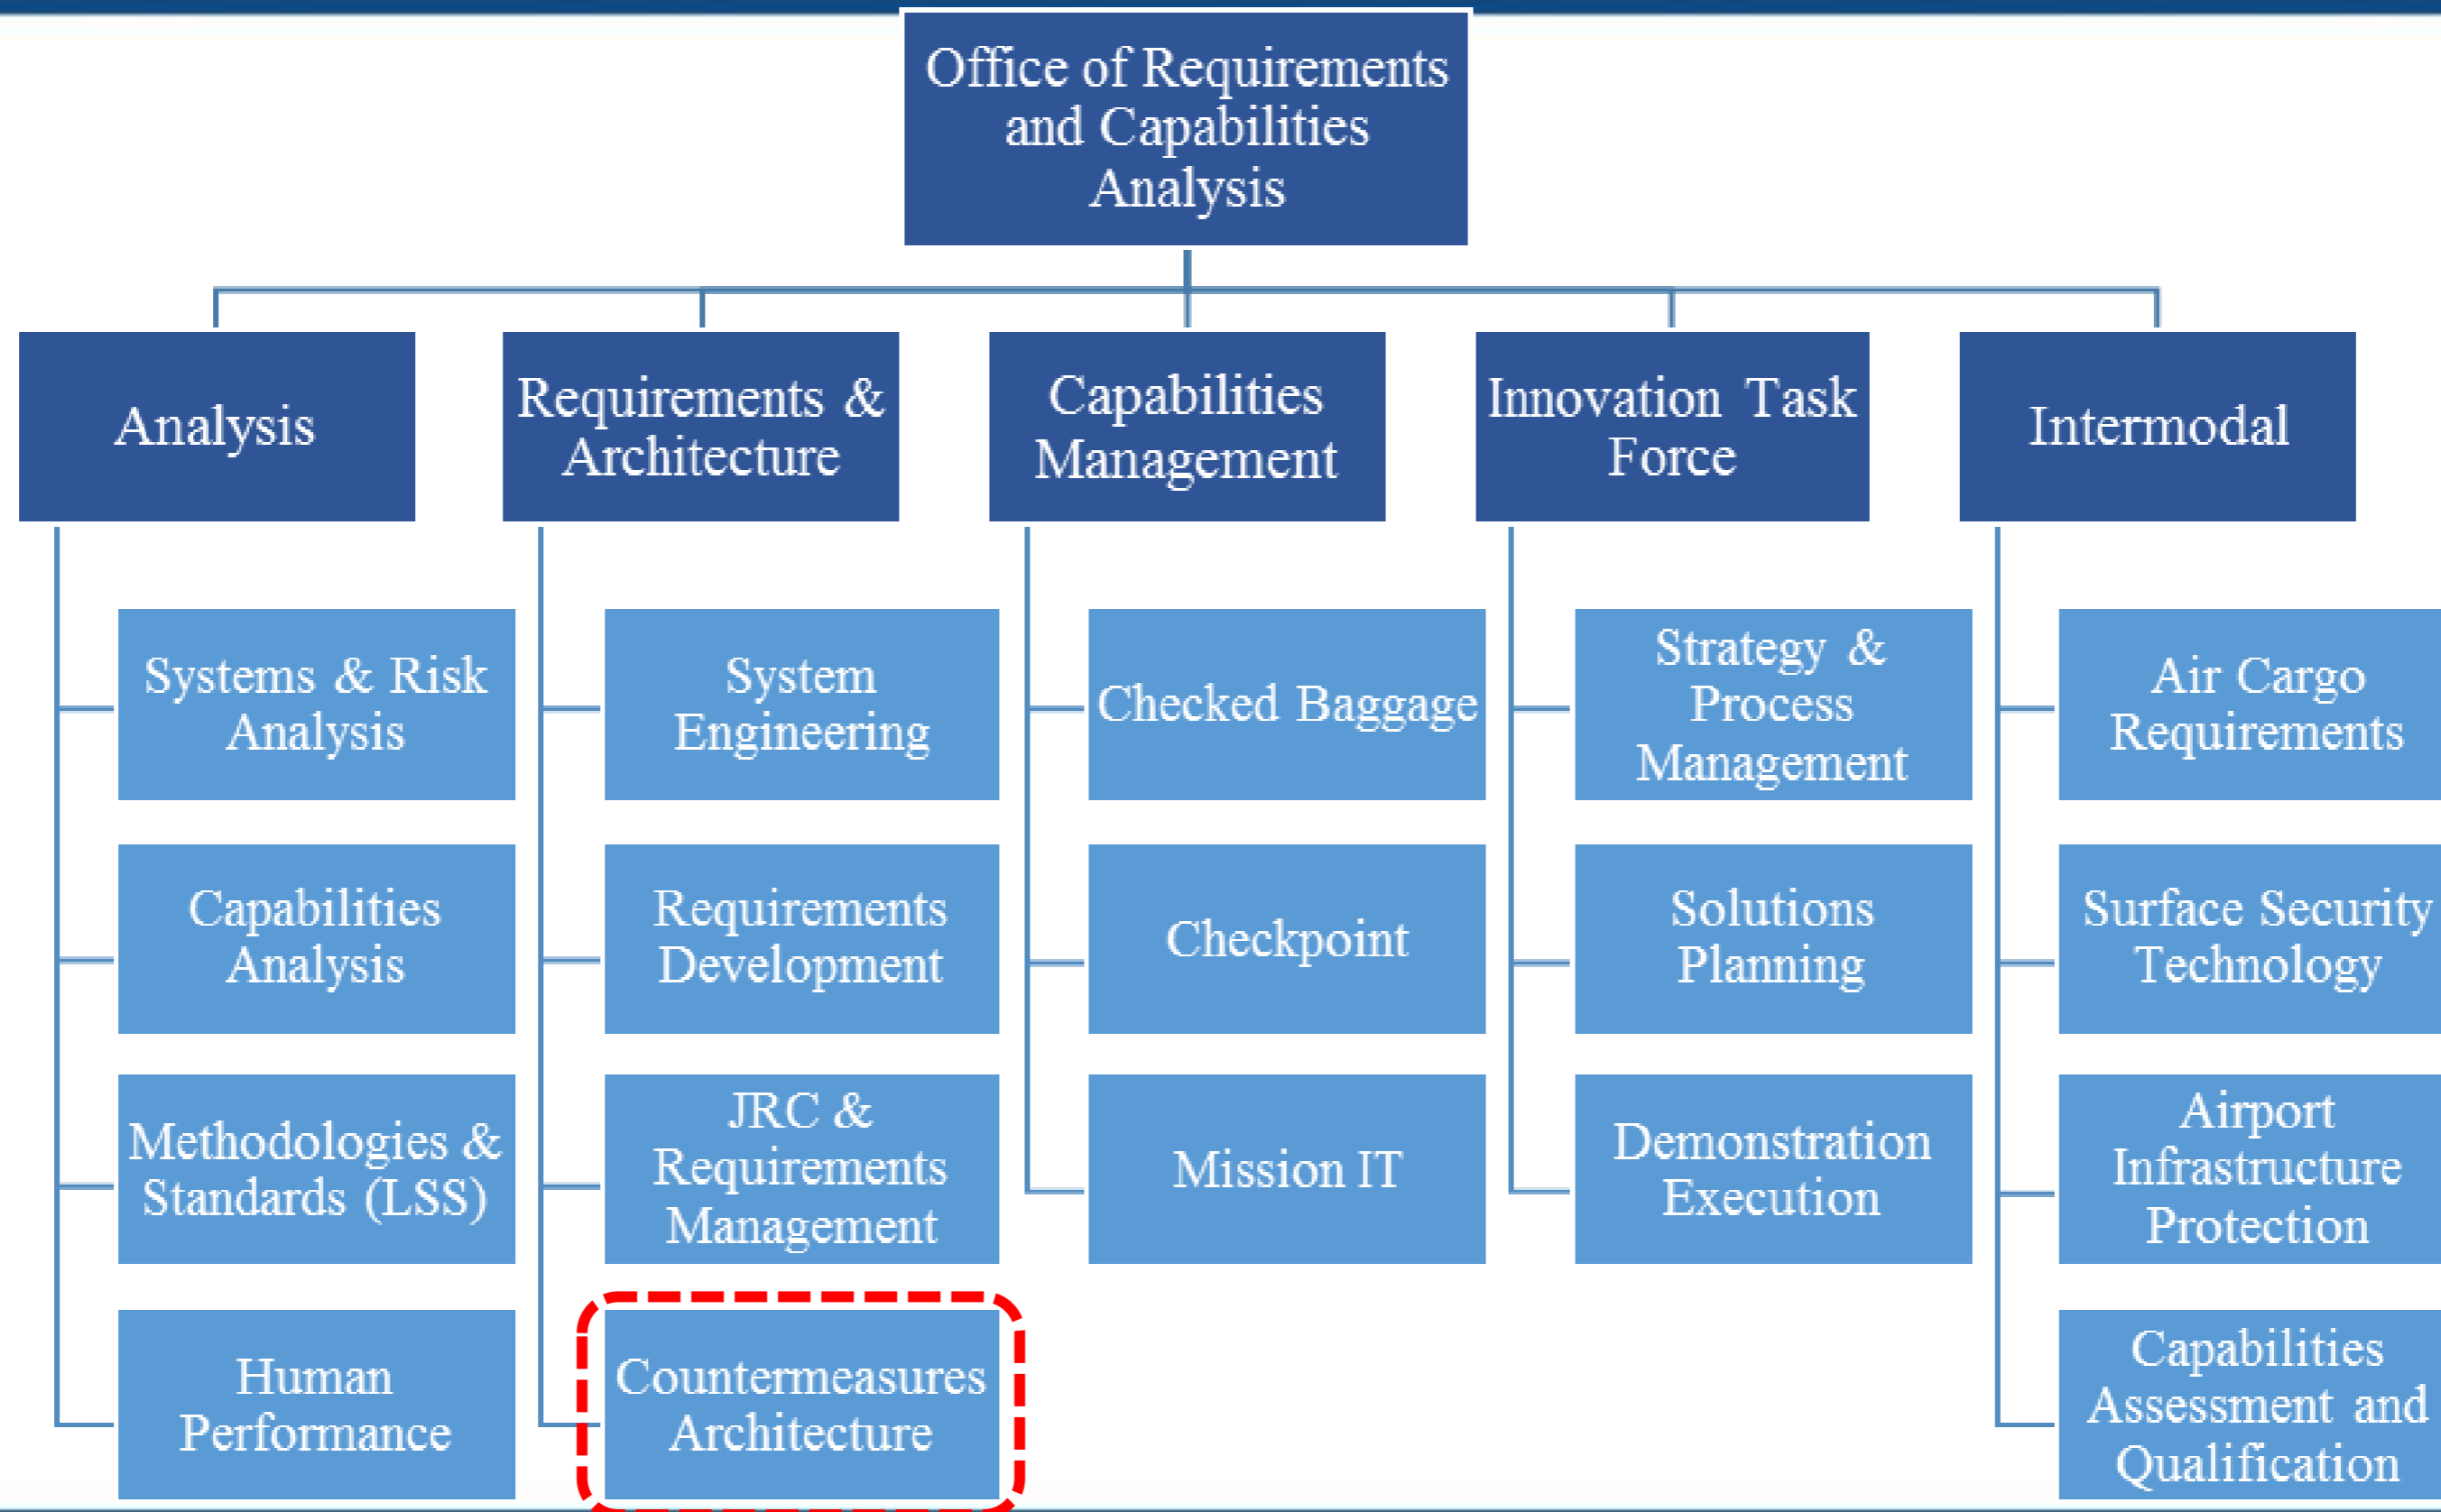 Office of Requirements
and Capabilities
Analysis
Analysis
Requirements &
Architecture
Capabilities
Management
Innovation Task
Force
Intermodal
Systems & Risk
Analysis
System
Engineering
Checked Baggage
Strategy &
Process
Management
Air Cargo
Requirements
Capabilities
Analysis
Requirements
Development
Checkpoint
Solutions
Planning
Surface Security
Technology
Methodologies &
Standards (LSS)
JRC &
Requirements
Management
Mission IT
Demonstration
Execution
Airport
Infrastructure
Protection
Human
Performance
Countermeasures
Architecture
Capabilities
Assessment and
Qualification